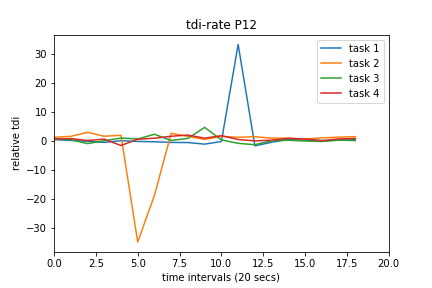 tdi-rate P12
relative tdi
30
20
10
0
−10
−20
−30
task 1
task 2
task 3
task 4
0.0 2.5 5.0 7.5 10.0 12.5 15.0 17.5 20.0
time intervals (20 secs)